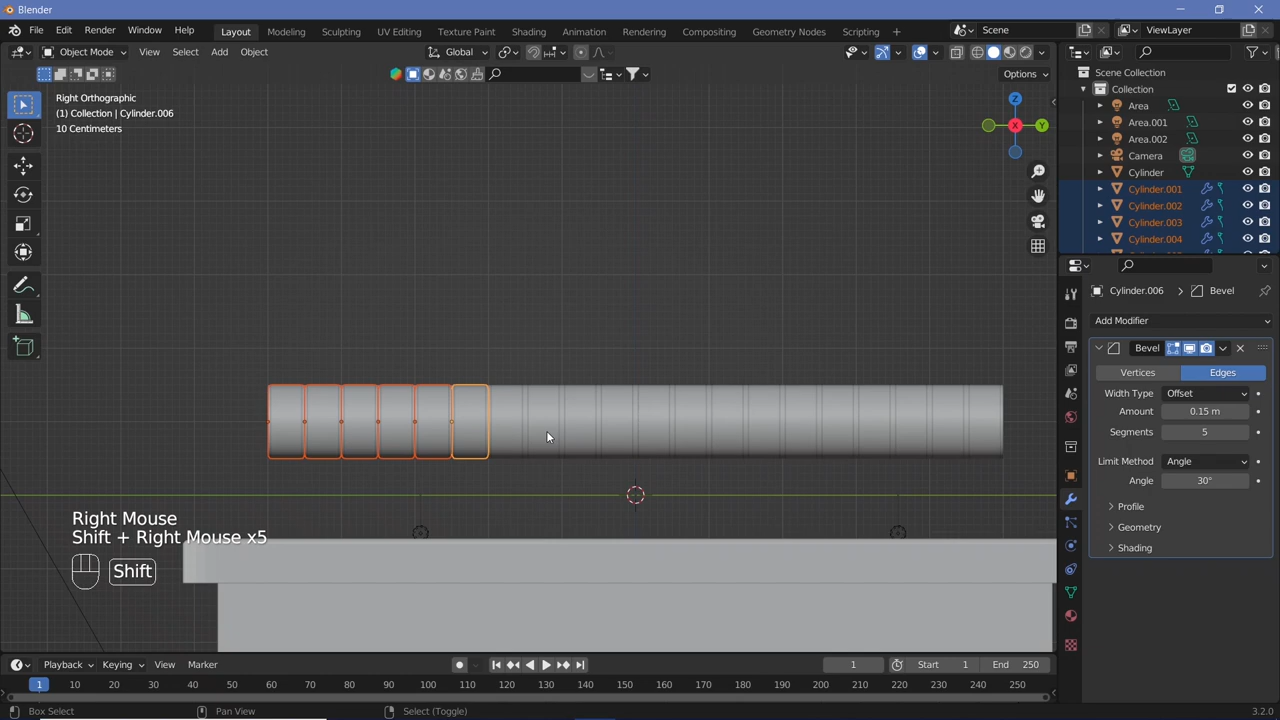 Blender
File Edit Render Window Help
Layout Modeling Sculpting UV Editing Texture Paint Shading Animation Rendering Compositing Geometry Nodes Scripting +
Scene
ViewLayer
Object Mode View Select Add Object
Global
Options
Right Orthographic
(1) Collection | Cylinder.006
10 Centimeters
Z
X
Y
Scene Collection
Collection
Area
Area.001
Area.002
Camera
Cylinder
Cylinder.001
Cylinder.002
Cylinder.003
Cylinder.004
Cylinder.006 > Bevel
Add Modifier
Bevel
Vertices Edges
Width Type Offset
Amount 0.15 m
Segments 5
Limit Method Angle
Angle 30°
Profile
Geometry
Shading
Right Mouse
Shift + Right Mouse x5
Shift
Playback Keying View Marker
1 Start 1 End 250
1 10 20 30 40 50 60 70 80 90 100 110 120 130 140 150 160 170 180 190 200 210 220 230 240 250
Box Select Pan View Select (Toggle) 3.2.0